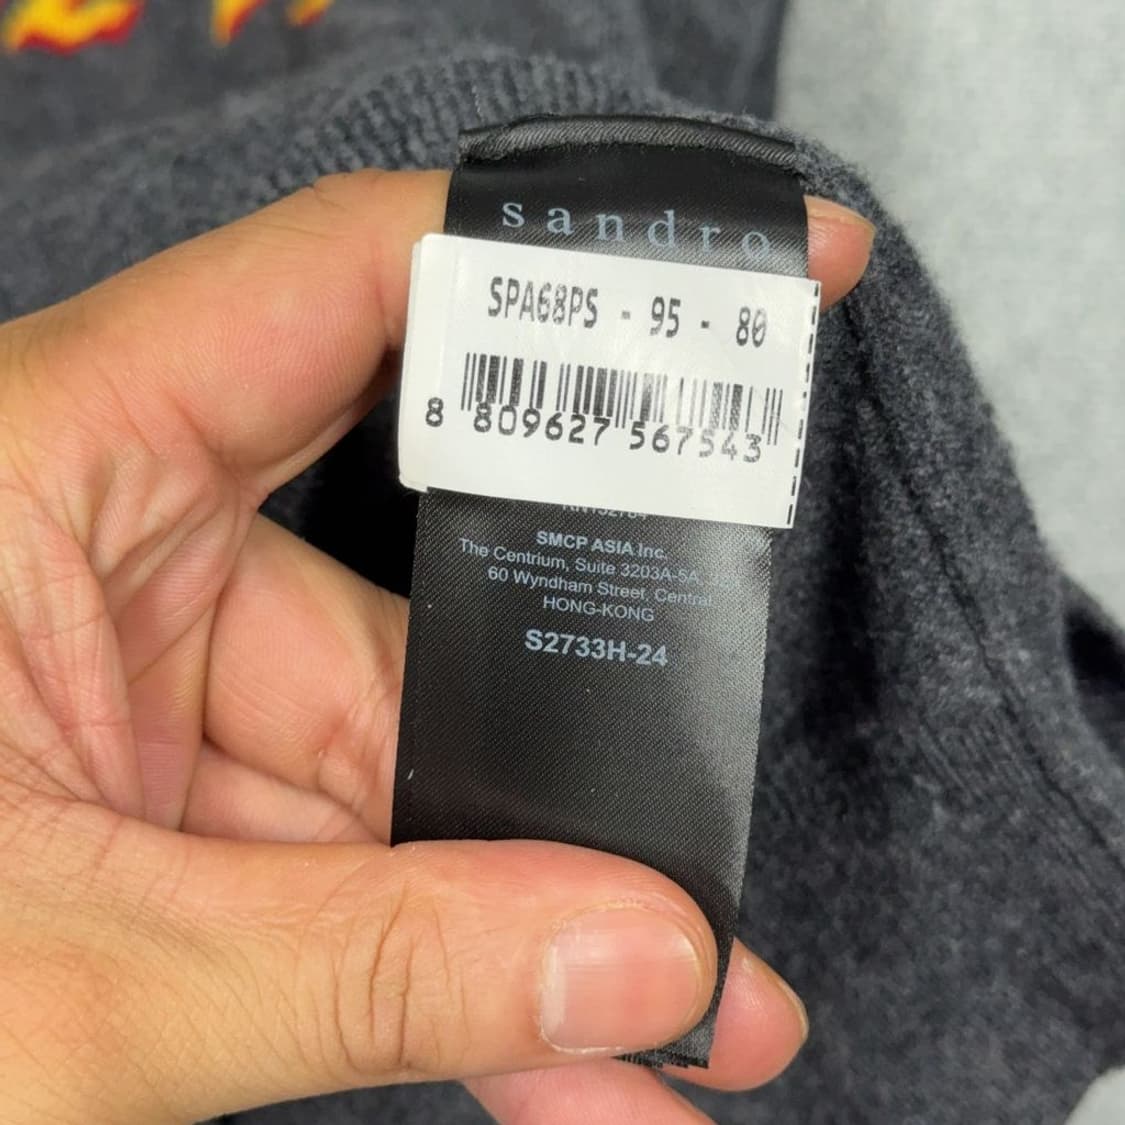 sandro
SPA68PS - 95 - 80
8 809627 567543
SMCP ASIA Inc.
The Centrium, Suite 3203A-5A
60 Wyndham Street, Central
HONG-KONG
S2733H-24